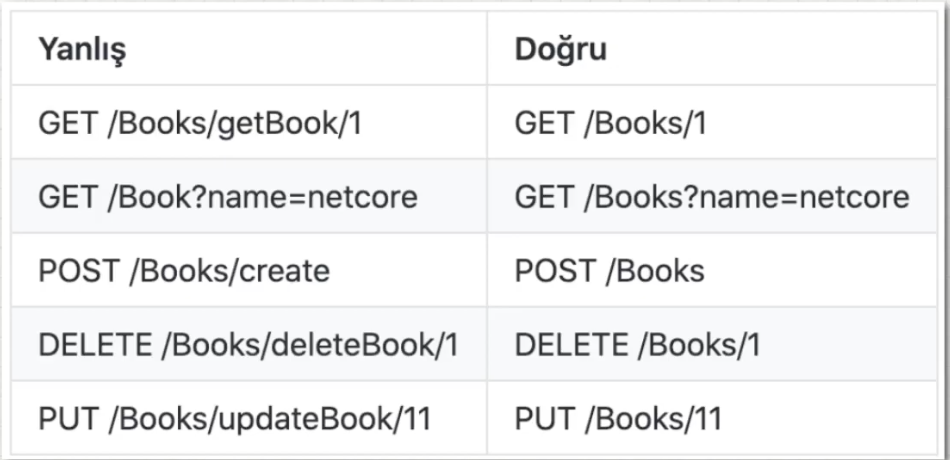 Yanlış Doğru
GET /Books/getBook/1 GET /Books/1
GET /Book?name=netcore GET /Books?name=netcore
POST /Books/create POST /Books
DELETE /Books/deleteBook/1 DELETE /Books/1
PUT /Books/updateBook/11 PUT /Books/11